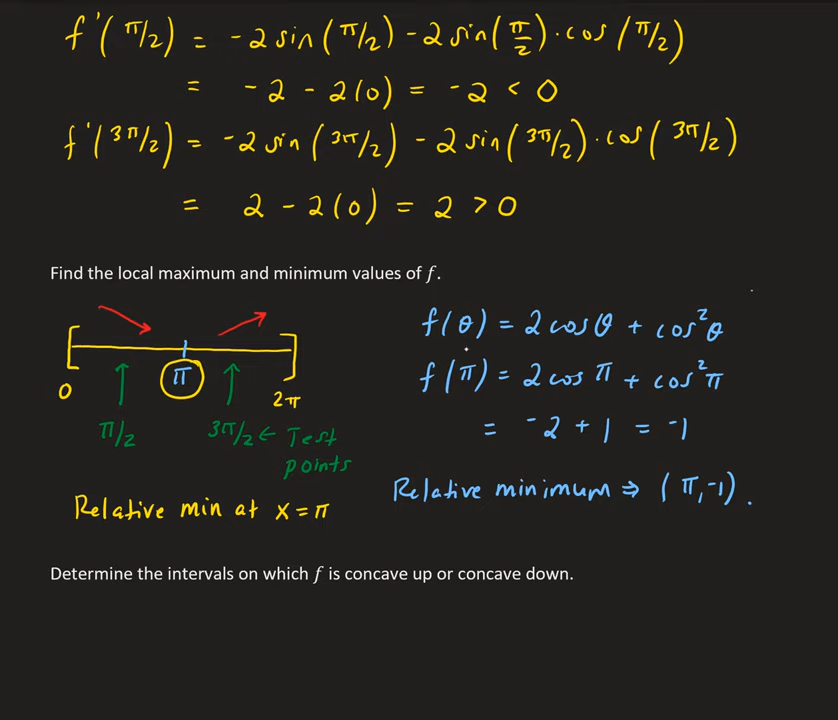 f'(π/2) = -2 sin(π/2) - 2 sin(π/2) · cos(π/2)
= -2 - 2(0) = -2 < 0
f'(3π/2) = -2 sin(3π/2) - 2 sin(3π/2) · cos(3π/2)
= 2 - 2(0) = 2 > 0
Find the local maximum and minimum values of f.
0 π 2π
π/2 3π/2 ← Test
points
Relative min at x = π
f(θ) = 2 cos θ + cos²θ
f(π) = 2 cos π + cos²π
= -2 + 1 = -1
Relative minimum ⇒ (π, -1).
Determine the intervals on which f is concave up or concave down.